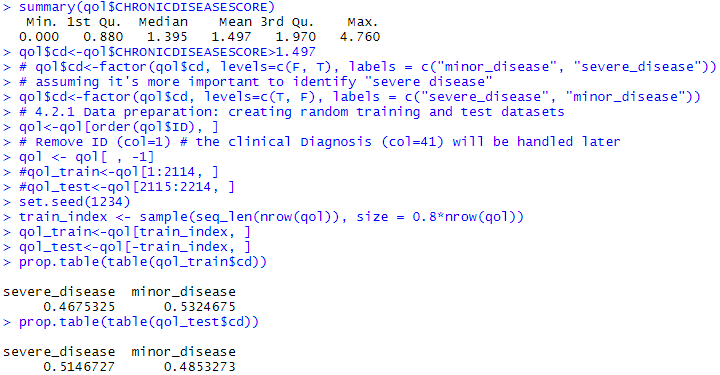 > summary(qol$CHRONICDISEASESCORE)
   Min. 1st Qu.  Median    Mean 3rd Qu.    Max.
  0.000   0.880   1.395   1.497   1.970   4.760
> qol$cd<-qol$CHRONICDISEASESCORE>1.497
> # qol$cd<-factor(qol$cd, levels=c(F, T), labels = c("minor_disease", "severe_disease"))
> # assuming it's more important to identify "severe disease"
> qol$cd<-factor(qol$cd, levels=c(T, F), labels = c("severe_disease", "minor_disease"))
> # 4.2.1 Data preparation: creating random training and test datasets
> qol<-qol[order(qol$ID), ]
> # Remove ID (col=1) # the clinical Diagnosis (col=41) will be handled later
> qol <- qol[ , -1]
> #qol_train<-qol[1:2114, ]
> #qol_test<-qol[2115:2214, ]
> set.seed(1234)
> train_index <- sample(seq_len(nrow(qol)), size = 0.8*nrow(qol))
> qol_train<-qol[train_index, ]
> qol_test<-qol[-train_index, ]
> prop.table(table(qol_train$cd))
severe_disease  minor_disease
     0.4675325      0.5324675
> prop.table(table(qol_test$cd))
severe_disease  minor_disease
     0.5146727      0.4853273